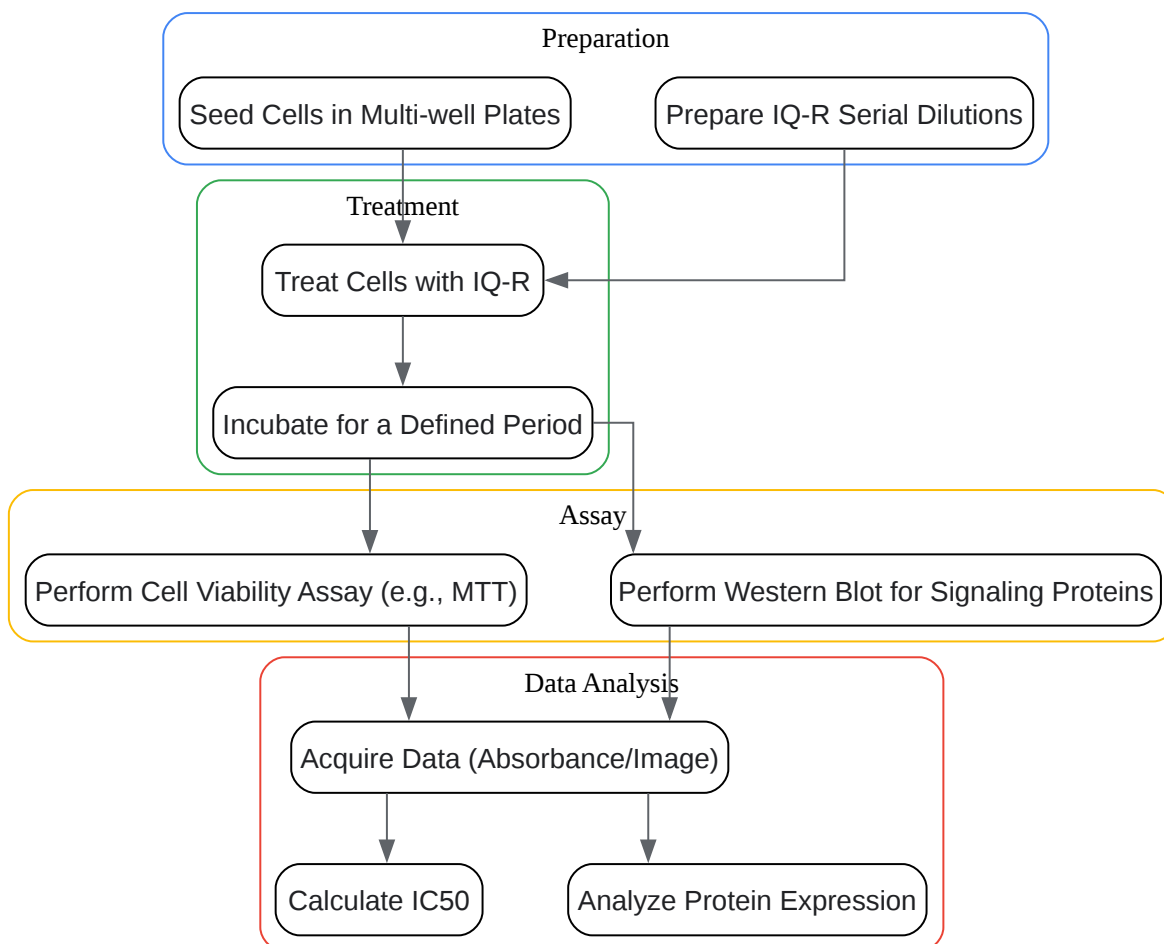 Preparation
Seed Cells in Multi-well Plates
Prepare IQ-R Serial Dilutions
Treatment
Treat Cells with IQ-R
Incubate for a Defined Period
Assay
Perform Cell Viability Assay (e.g., MTT)
Perform Western Blot for Signaling Proteins
Data Analysis
Acquire Data (Absorbance/Image)
Calculate IC50
Analyze Protein Expression